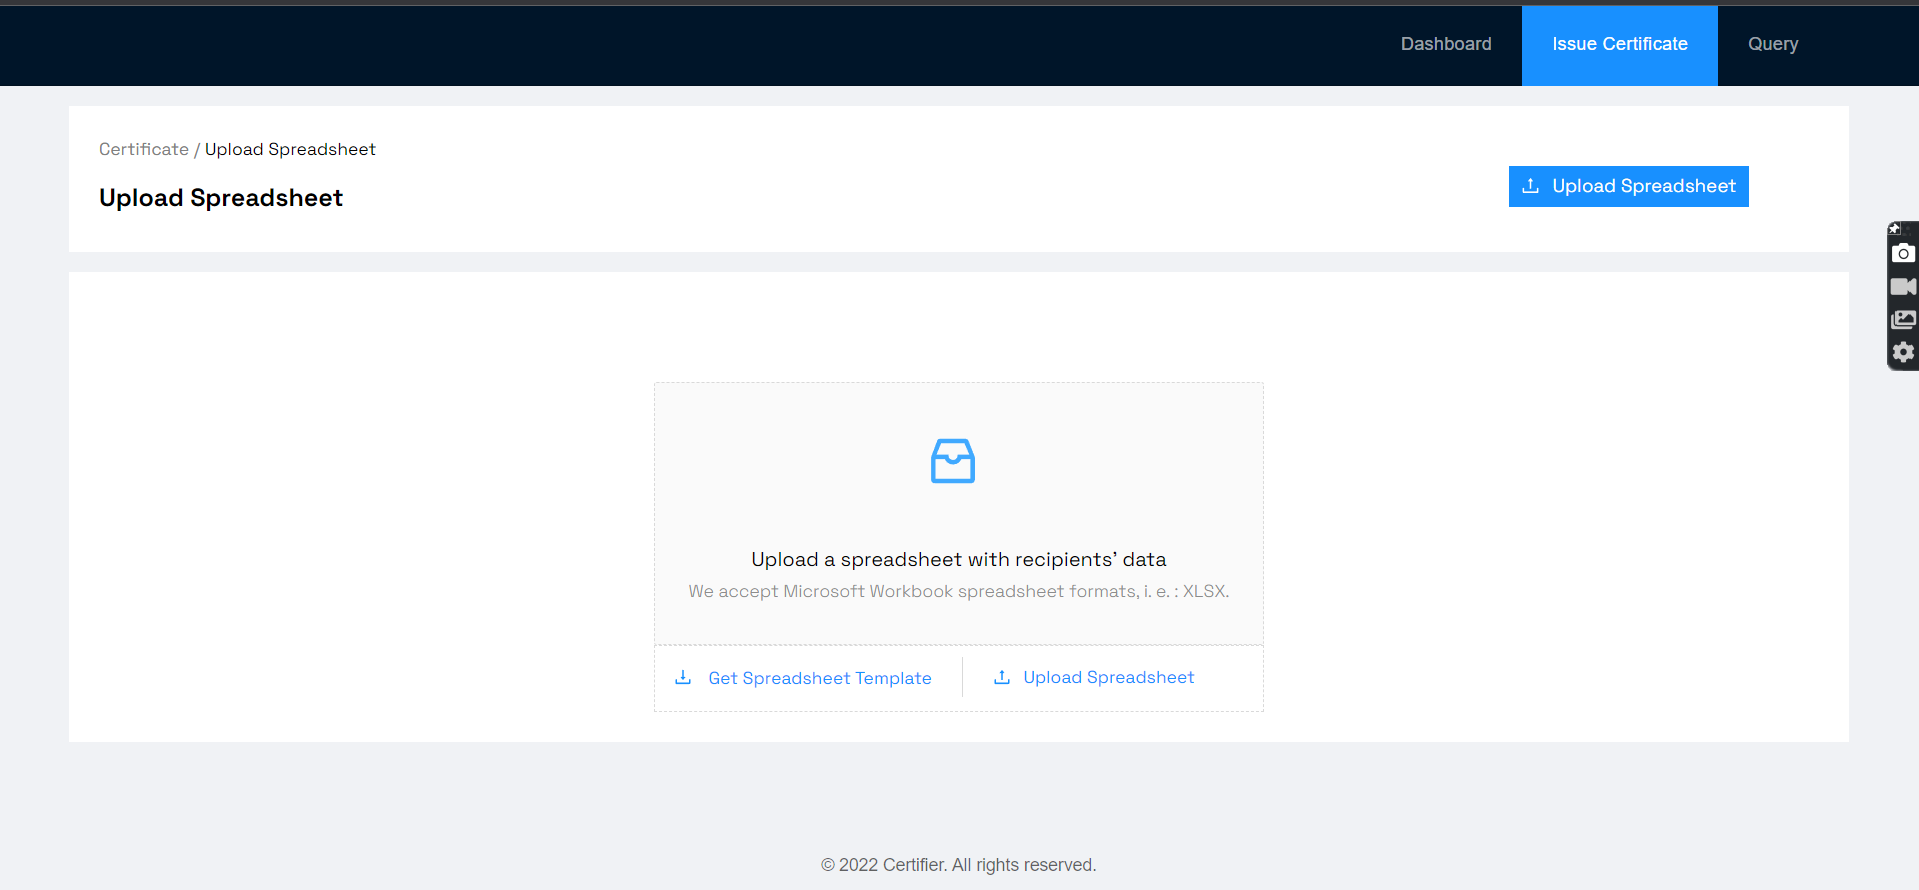 Dashboard
Issue Certificate
Query
Certificate / Upload Spreadsheet
Upload Spreadsheet
Upload Spreadsheet
Upload a spreadsheet with recipients’ data
We accept Microsoft Workbook spreadsheet formats, i. e. : XLSX.
Get Spreadsheet Template
Upload Spreadsheet
© 2022 Certifier. All rights reserved.